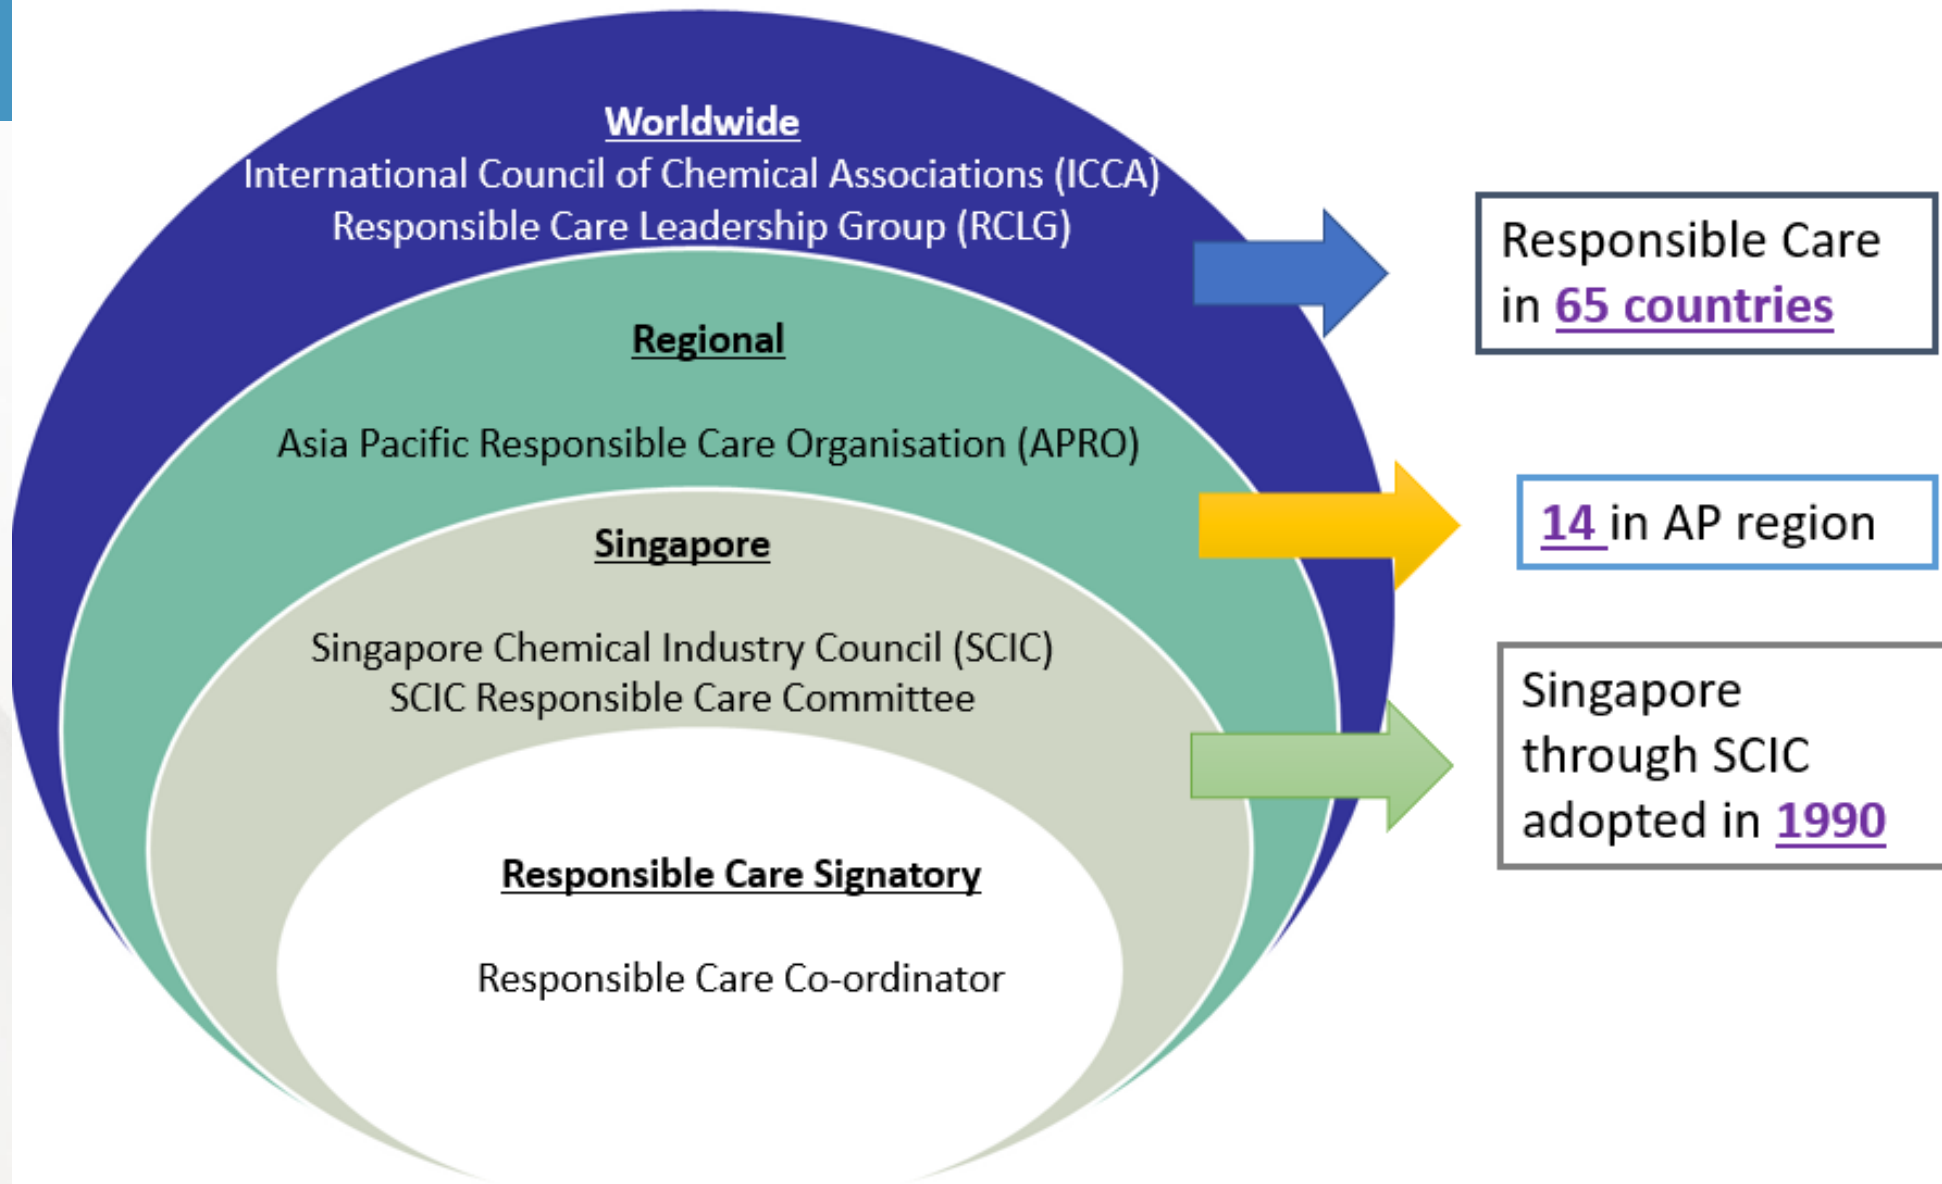 Worldwide
International Council of Chemical Associations (ICCA)
Responsible Care Leadership Group (RCLG)
Responsible Care
in 65 countries
Regional
Asia Pacific Responsible Care Organisation (APRO)
14 in AP region
Singapore
Singapore Chemical Industry Council (SCIC)
SCIC Responsible Care Committee
Singapore
through SCIC
adopted in 1990
Responsible Care Signatory
Responsible Care Co-ordinator